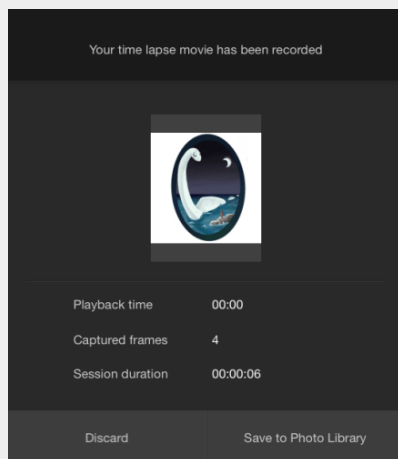 Your time lapse movie has been recorded
Playback time 00:00
Captured frames 4
Session duration 00:00:06
Discard Save to Photo Library